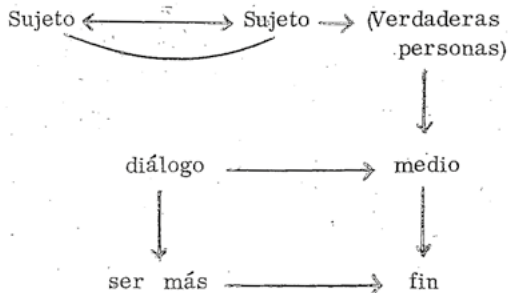 Sujeto Sujeto (Verdaderas
personas)
diálogo medio
ser más fin